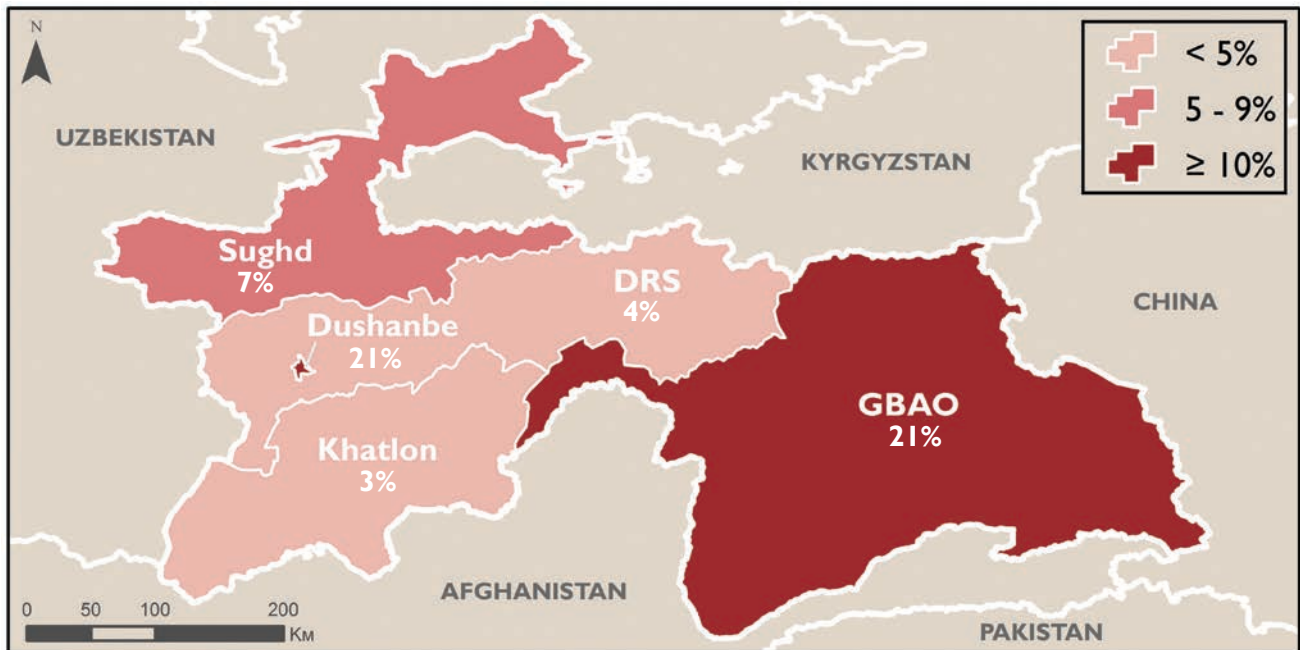 N
< 5%
5 - 9%
≥ 10%
UZBEKISTAN
KYRGYZSTAN
Sughd
7%
DRS
4%
CHINA
Dushanbe
21%
GBAO
21%
Khatlon
3%
AFGHANISTAN
0 50 100 200
KM
PAKISTAN